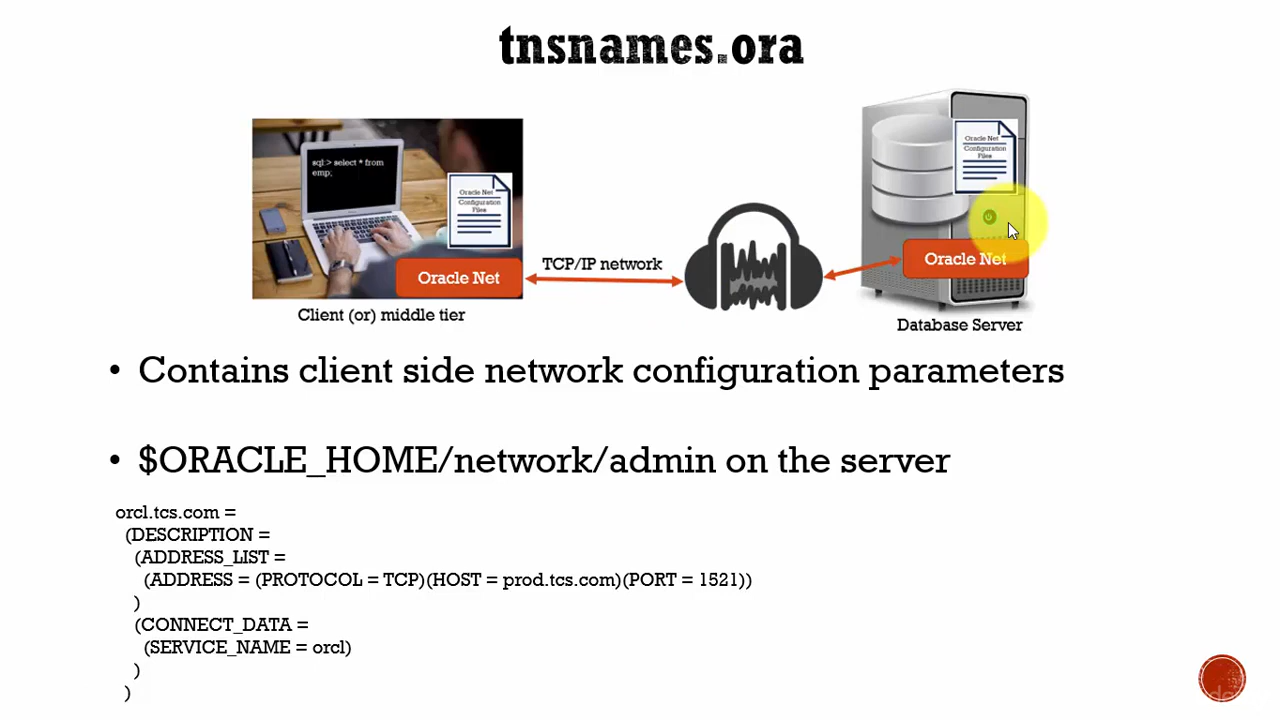 tnsnames.ora
sql:> select * from
emp;
Oracle Net
Configuration
Files
Oracle Net
Client (or) middle tier
TCP/IP network
Oracle Net
Configuration
Files
Oracle Net
Database Server
• Contains client side network configuration parameters
• $ORACLE_HOME/network/admin on the server
orcl.tcs.com =
(DESCRIPTION =
(ADDRESS_LIST =
(ADDRESS = (PROTOCOL = TCP)(HOST = prod.tcs.com)(PORT = 1521))
)
(CONNECT_DATA =
(SERVICE_NAME = orcl)
)
)